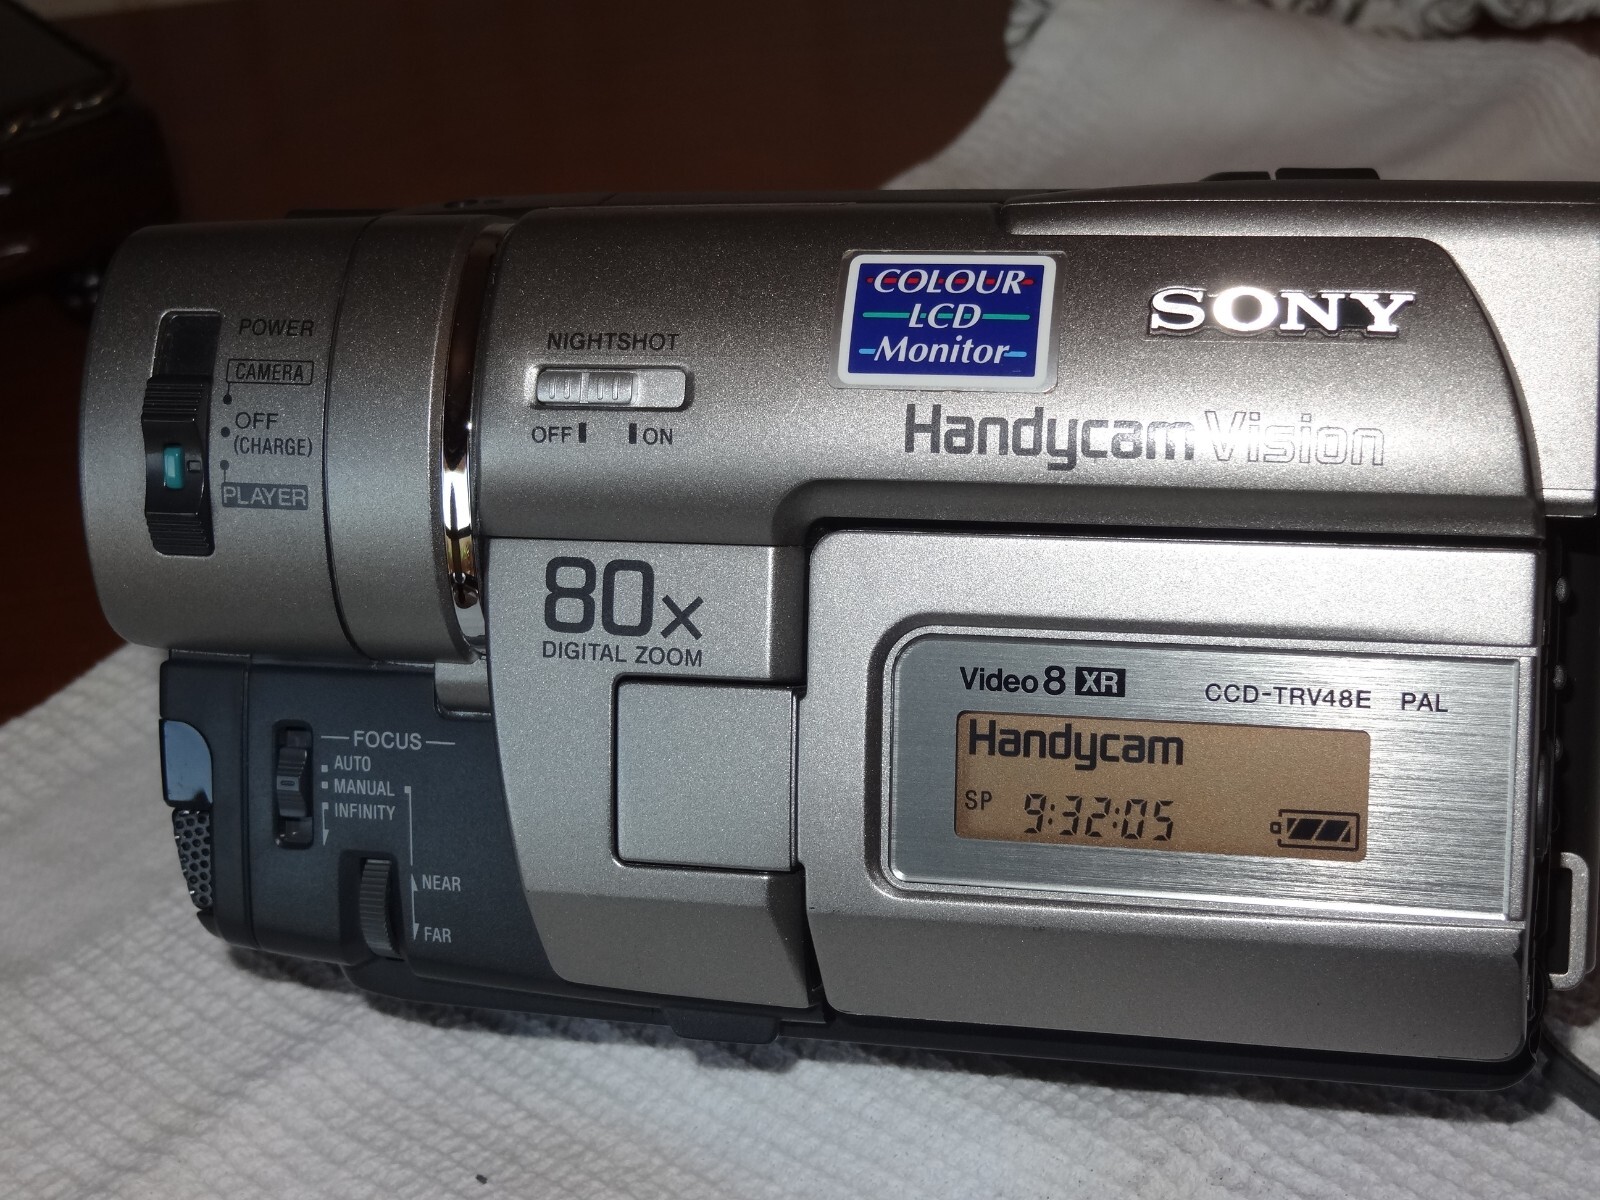 POWER
CAMERA
OFF
(CHARGE)
PLAYER
NIGHTSHOT
OFF ON
COLOUR
LCD
Monitor
SONY
Handycam Vision
80x
DIGITAL ZOOM
Video 8 XR CCD-TRV48E PAL
Handycam
SP 9:32:05
FOCUS
AUTO
MANUAL
INFINITY
NEAR
FAR